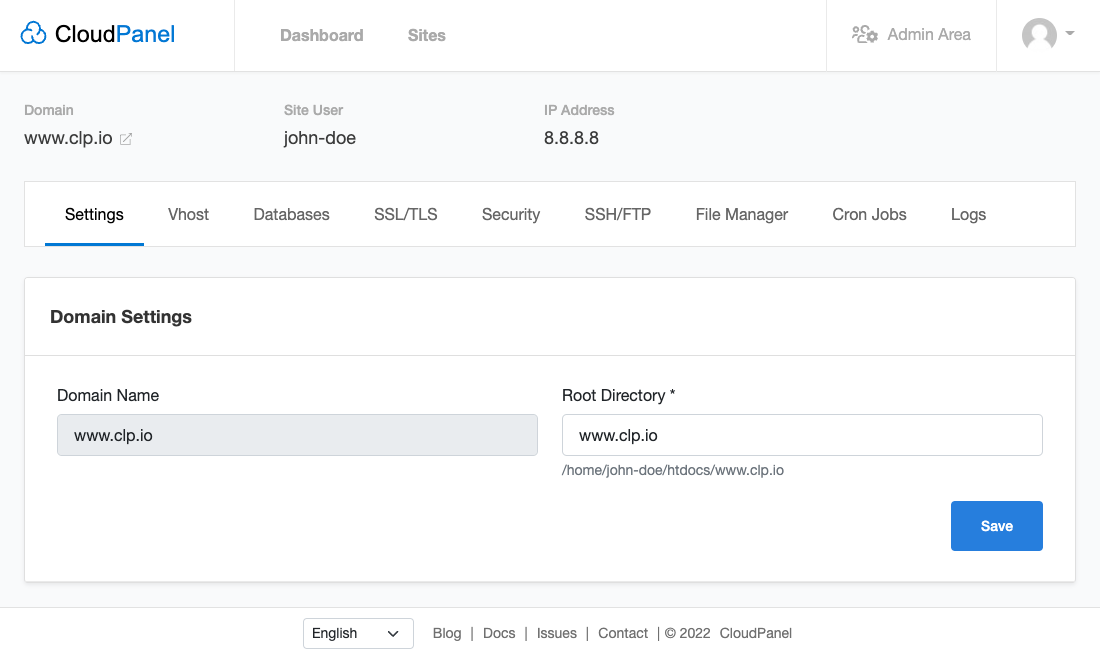 CloudPanel Dashboard Sites Admin Area
Domain Site User IP Address
www.clp.io john-doe 8.8.8.8
Settings Vhost Databases SSL/TLS Security SSH/FTP File Manager Cron Jobs Logs
Domain Settings
Domain Name Root Directory *
www.clp.io www.clp.io
/home/john-doe/htdocs/www.clp.io
Save
English Blog | Docs | Issues | Contact | © 2022 CloudPanel